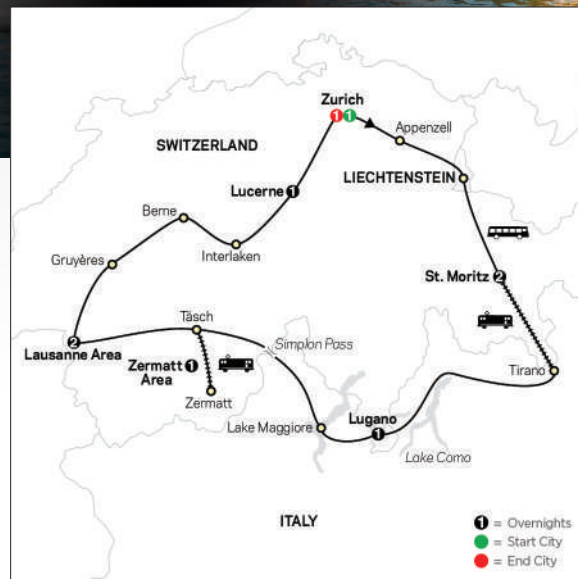 Zurich
1 1
Appenzell
SWITZERLAND
LIECHTENSTEIN
Lucerne 1
Berne
Interlaken
Gruyères
St. Moritz 2
Täsch
2
Lausanne Area
Simplon Pass
Zermatt
Area 1
Tirano
Zermatt
Lake Maggiore
Lugano
1
Lake Como
ITALY
1 = Overnights
= Start City
= End City